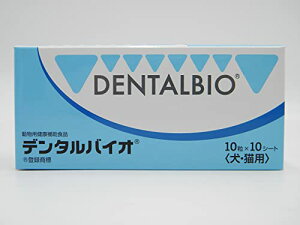 DENTALBIO®
動物用健康補助食品
デンタルバイオ®
®登録商標
10粒×10シート
〈犬・猫用〉